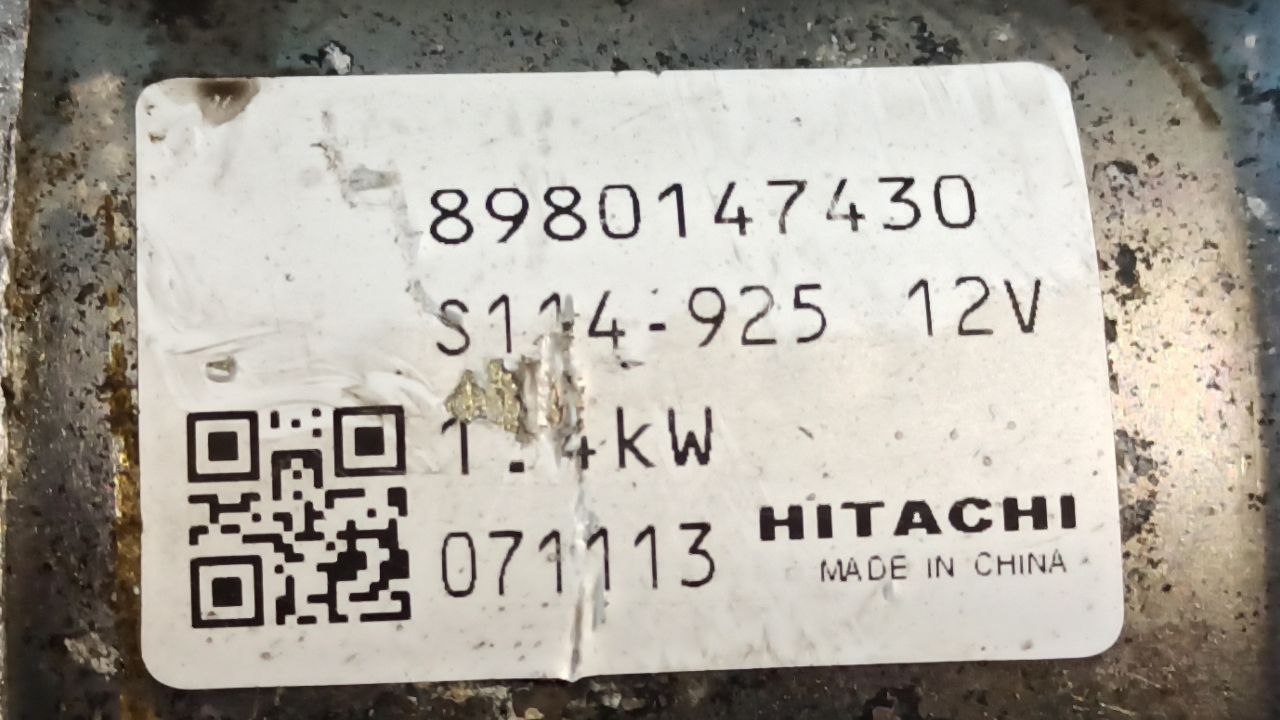 8980147430
S114-925 12V
1.4kW
071113
HITACHI
MADE IN CHINA